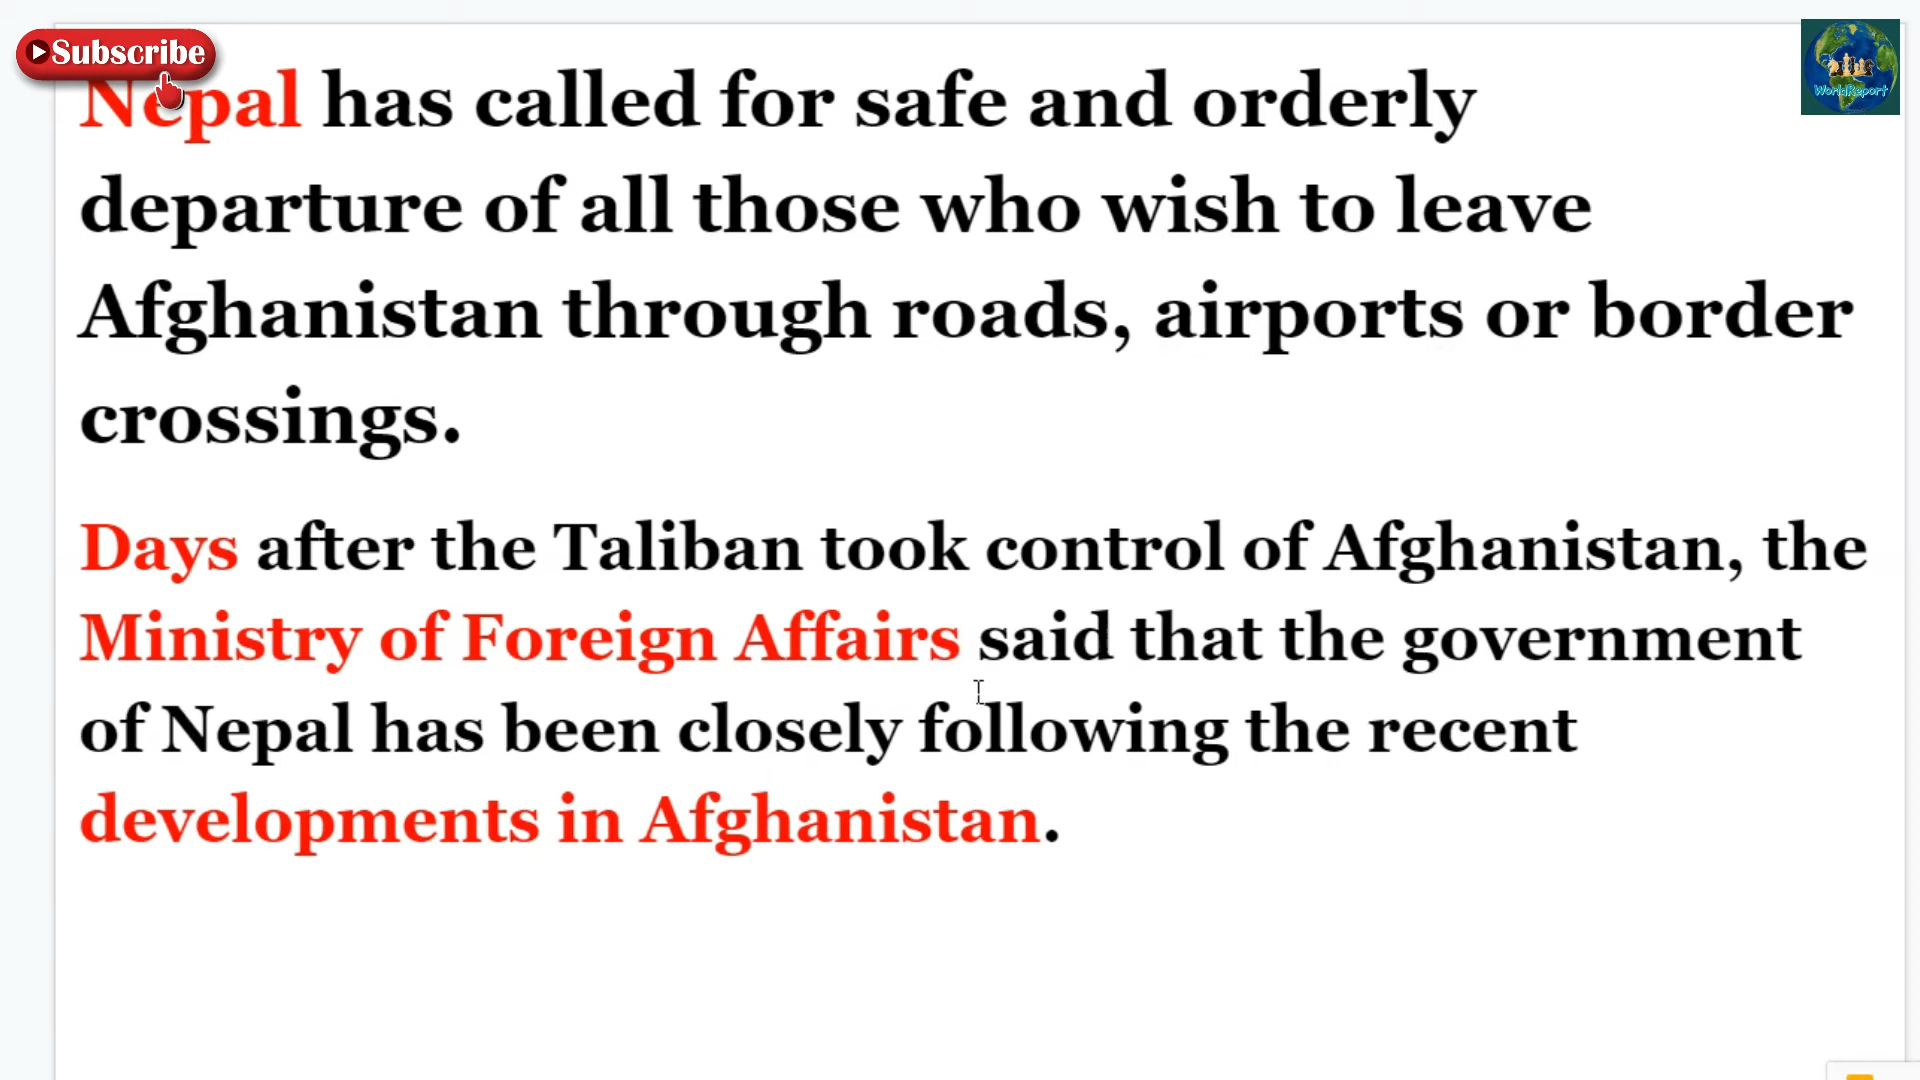 Subscribe
WorldReport
Nepal has called for safe and orderly
departure of all those who wish to leave
Afghanistan through roads, airports or border
crossings.
Days after the Taliban took control of Afghanistan, the
Ministry of Foreign Affairs said that the government
of Nepal has been closely following the recent
developments in Afghanistan.